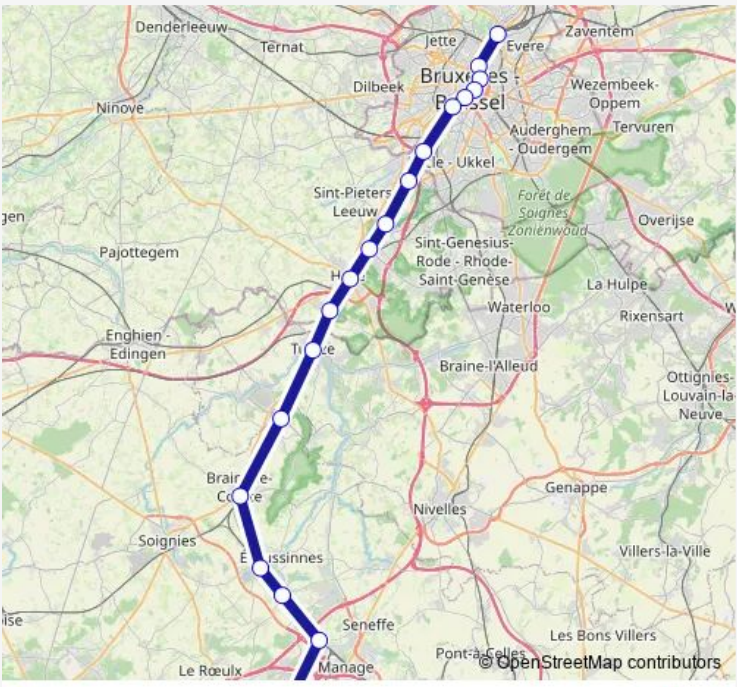 Denderleeuw
Ternat
Jette
Evere
Zaventem
Dilbeek
Wezembeek-
Oppem
Ninove
Auderghem
- Oudergem
Tervuren
- Ukkel
Sint-Pieters
Leeuw
Forêt de
Soignes
Zoniënwoud
Overijse
gen
Pajottegem
Sint-Genesius-
Rode - Rhode-
Saint-Genèse
La Hulpe
Waterloo
Rixensart
Enghien -
Edingen
Braine-l'Alleud
Ottignies-
Louvain-la-
Neuve
Genappe
Nivelles
Soignies
Villers-la-Ville
Seneffe
Les Bons Villers
Pont-à-Celles
Le Rœulx
Manage
© OpenStreetMap contributors